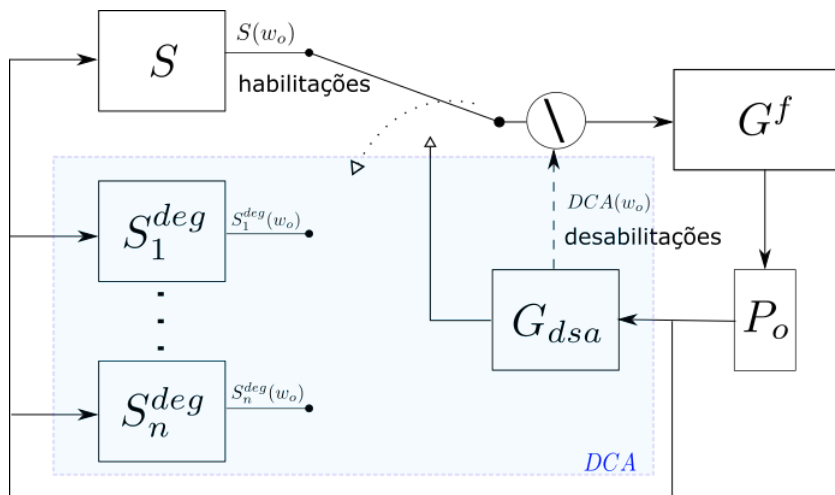 S
S(w_o)
habilitações
\
G^f
S_1^{deg}
S_1^{deg}(w_o)
DCA(w_o)
desabilitações
G_{dsa}
P_o
S_n^{deg}
S_n^{deg}(w_o)
DCA